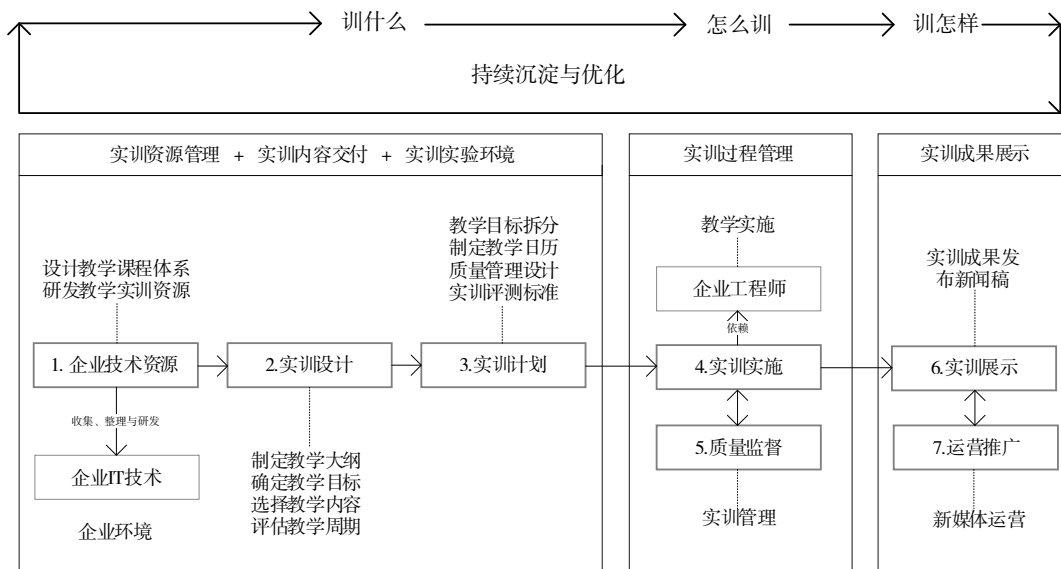 训什么
怎么训
训怎样
持续沉淀与优化
实训资源管理 + 实训内容交付 + 实训实验环境
设计教学课程体系
研发教学实训资源
教学目标拆分
制定教学日历
质量管理设计
实训评测标准
1. 企业技术资源
2.实训设计
3.实训计划
收集、整理与研发
企业IT技术
企业环境
制定教学大纲
确定教学目标
选择教学内容
评估教学周期
实训过程管理
教学实施
企业工程师
依赖
4.实训实施
5.质量监督
实训管理
实训成果展示
实训成果发
布新闻稿
6.实训展示
7.运营推广
新媒体运营